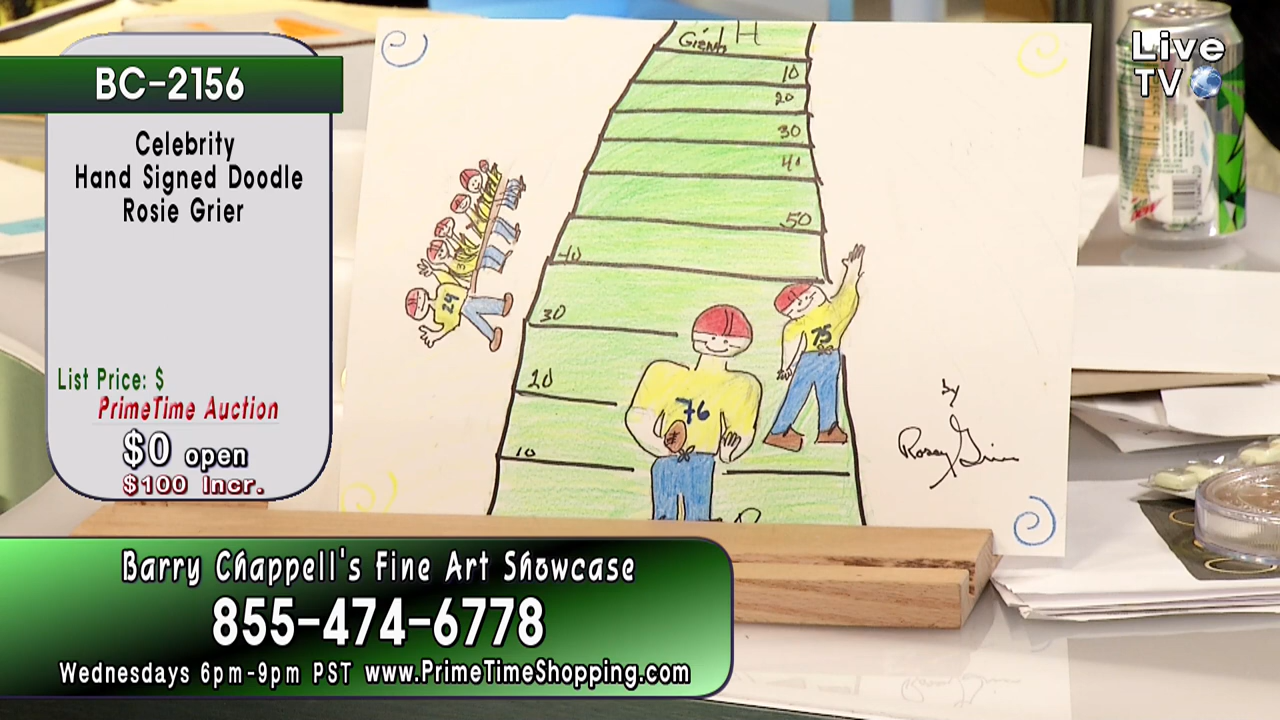 BC-2156
Celebrity
Hand Signed Doodle
Rosie Grier
List Price: $
PrimeTime Auction
$0 open
$100 Incr.
Live
TV
10
20
30
40
50
40
30
20
10
24
75
76
by
Rosey Grier
Barry Chappell's Fine Art Showcase
855-474-6778
Wednesdays 6pm-9pm PST www.PrimeTimeShopping.com